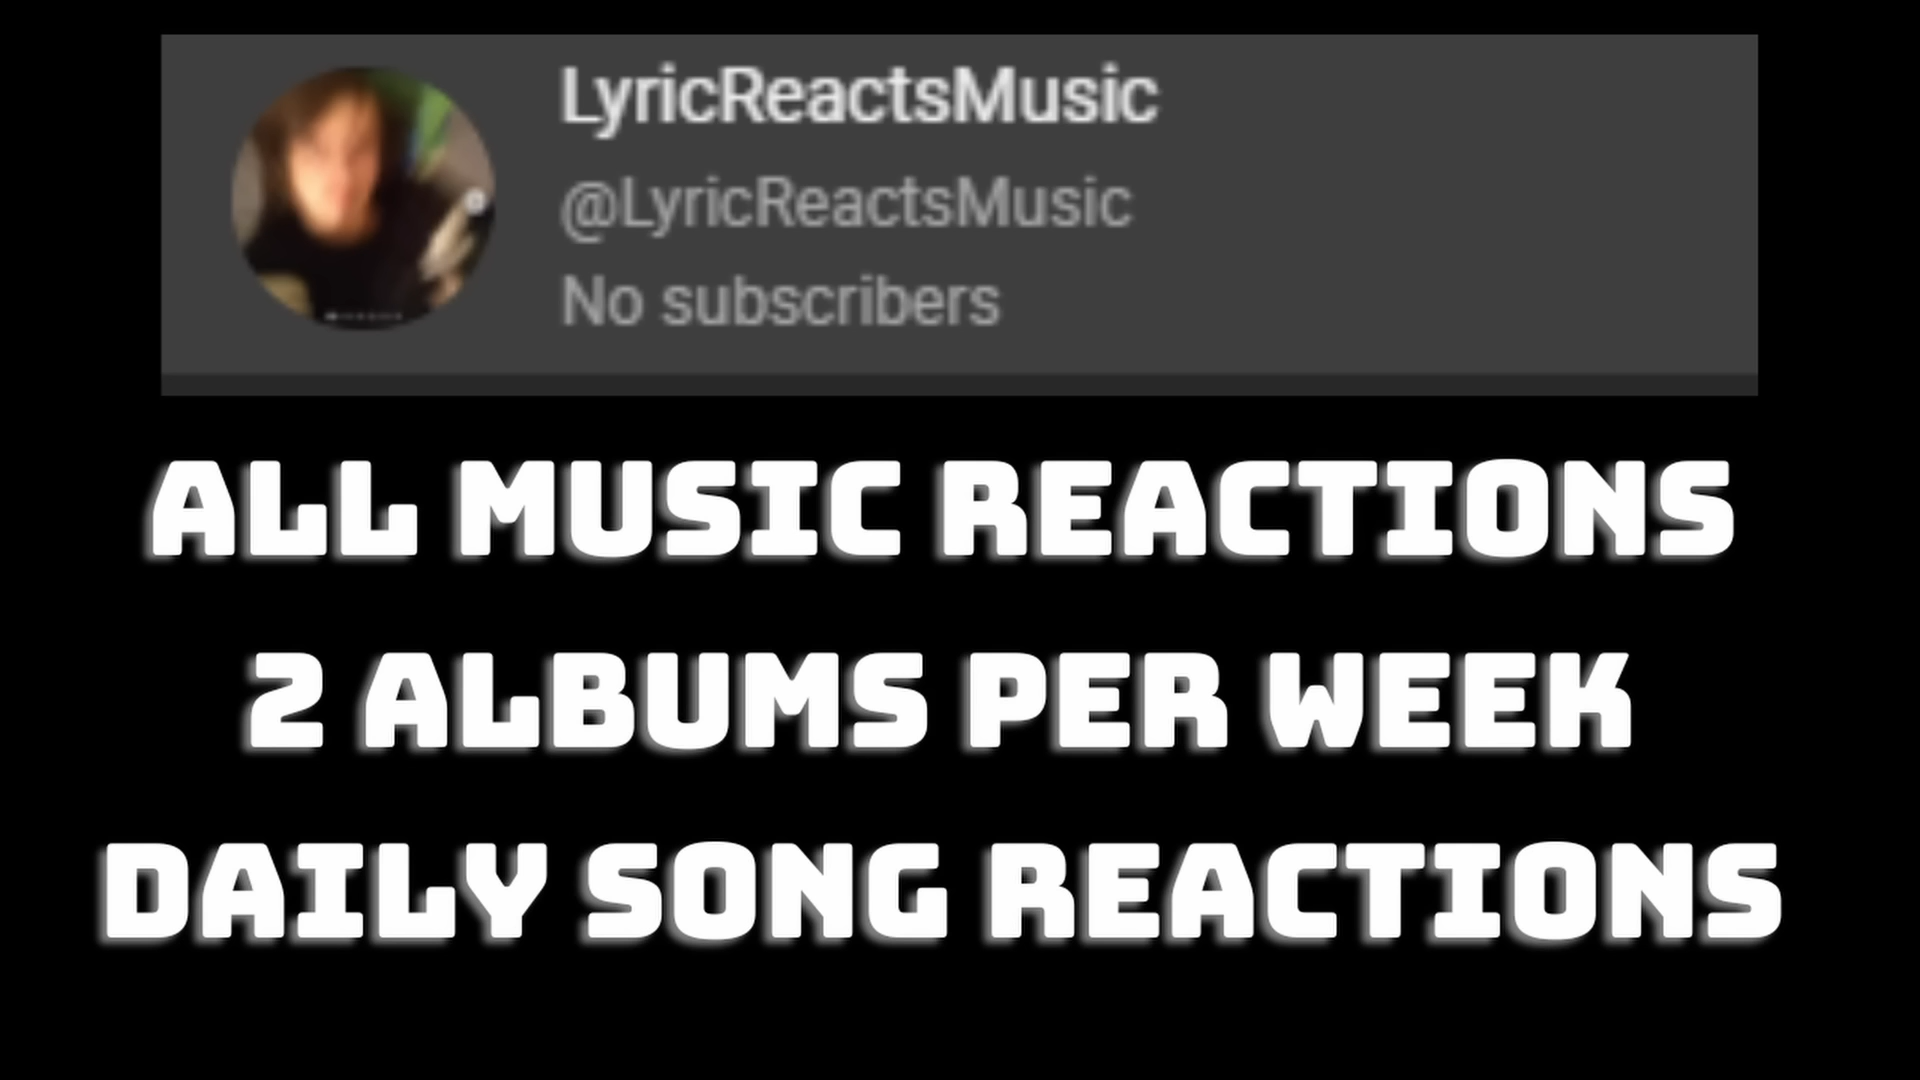 LyricReactsMusic
@LyricReactsMusic
No subscribers
ALL MUSIC REACTIONS
2 ALBUMS PER WEEK
DAILY SONG REACTIONS